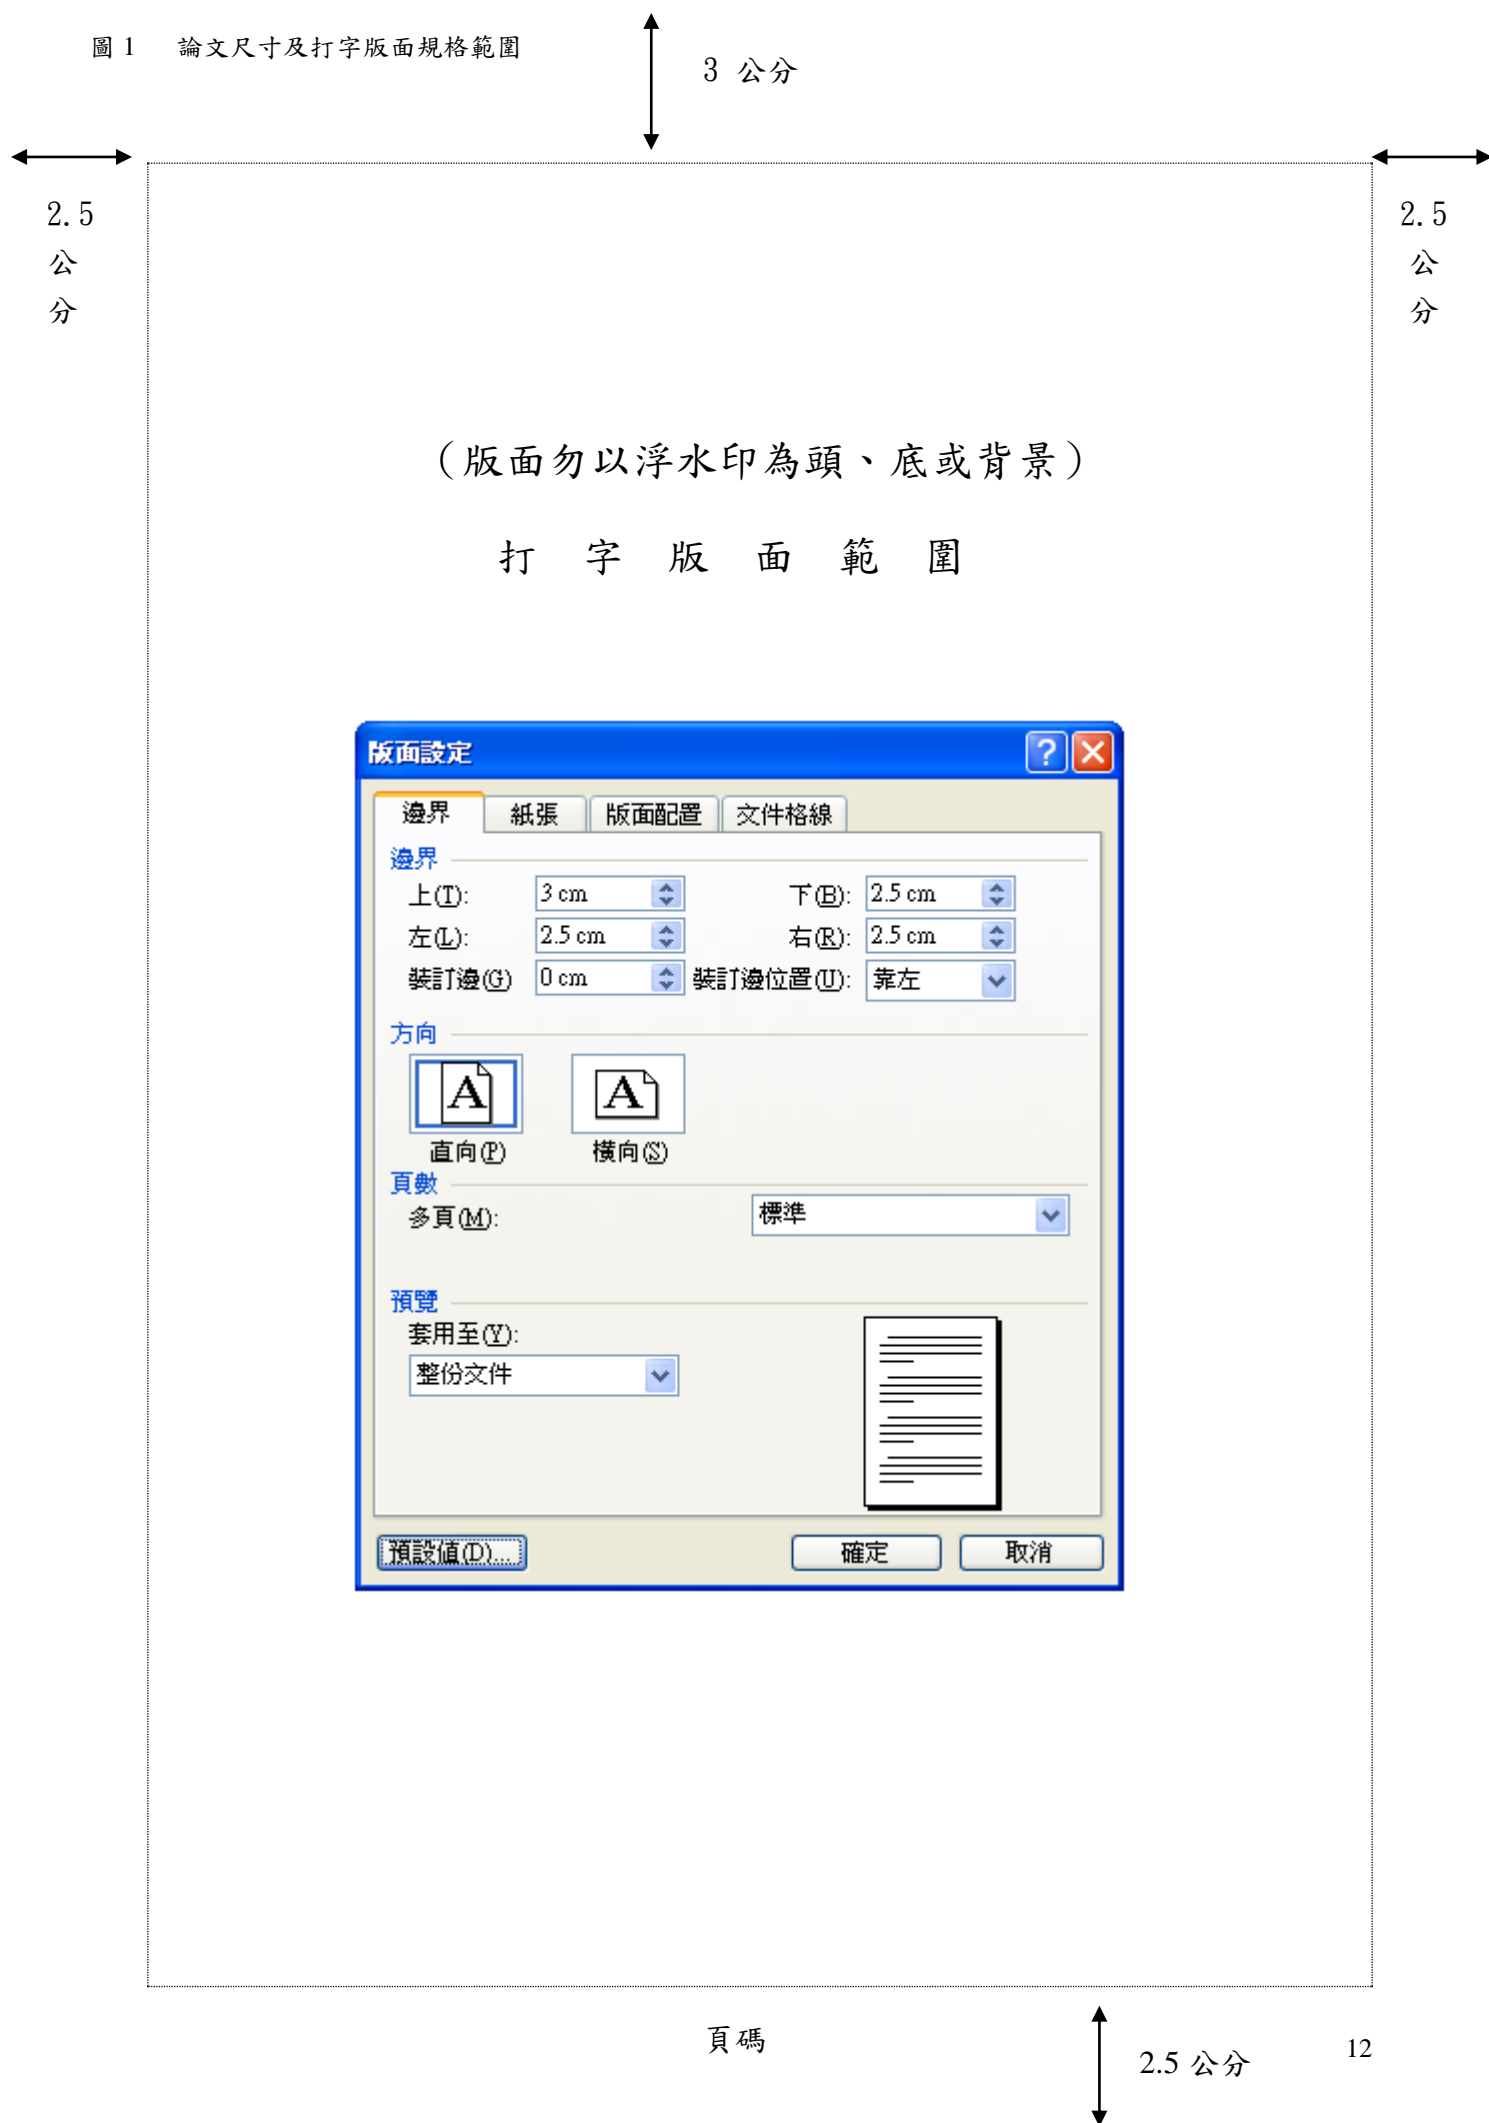 圖 1 論文尺寸及打字版面規格範圍
3 公分
2.5
公
分
2.5
公
分
（版面勿以浮水印為頭、底或背景）
打 字 版 面 範 圍
版面設定
邊界 紙張 版面配置 文件格線
邊界
上(T): 3 cm 下(B): 2.5 cm
左(L): 2.5 cm 右(R): 2.5 cm
裝訂邊(G) 0 cm 裝訂邊位置(U): 靠左
方向
A A
直向(P) 橫向(S)
頁數
多頁(M): 標準
預覽
套用至(Y):
整份文件
預設值(D)... 確定 取消
頁碼
2.5 公分
12